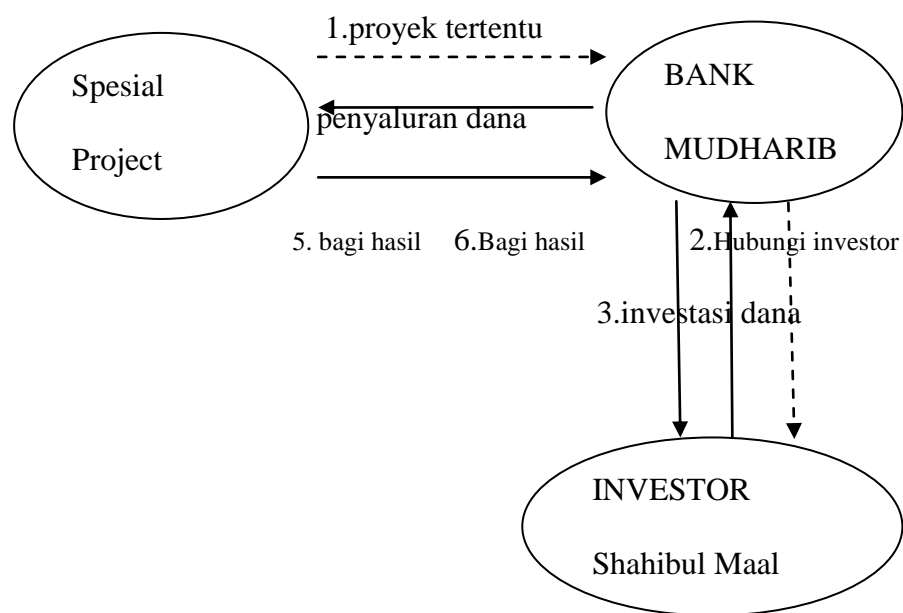 1.proyek tertentu
Spesial
Project
BANK
MUDHARIB
penyaluran dana
5. bagi hasil
6.Bagi hasil
2.Hubungi investor
3.investasi dana
INVESTOR
Shahibul Maal